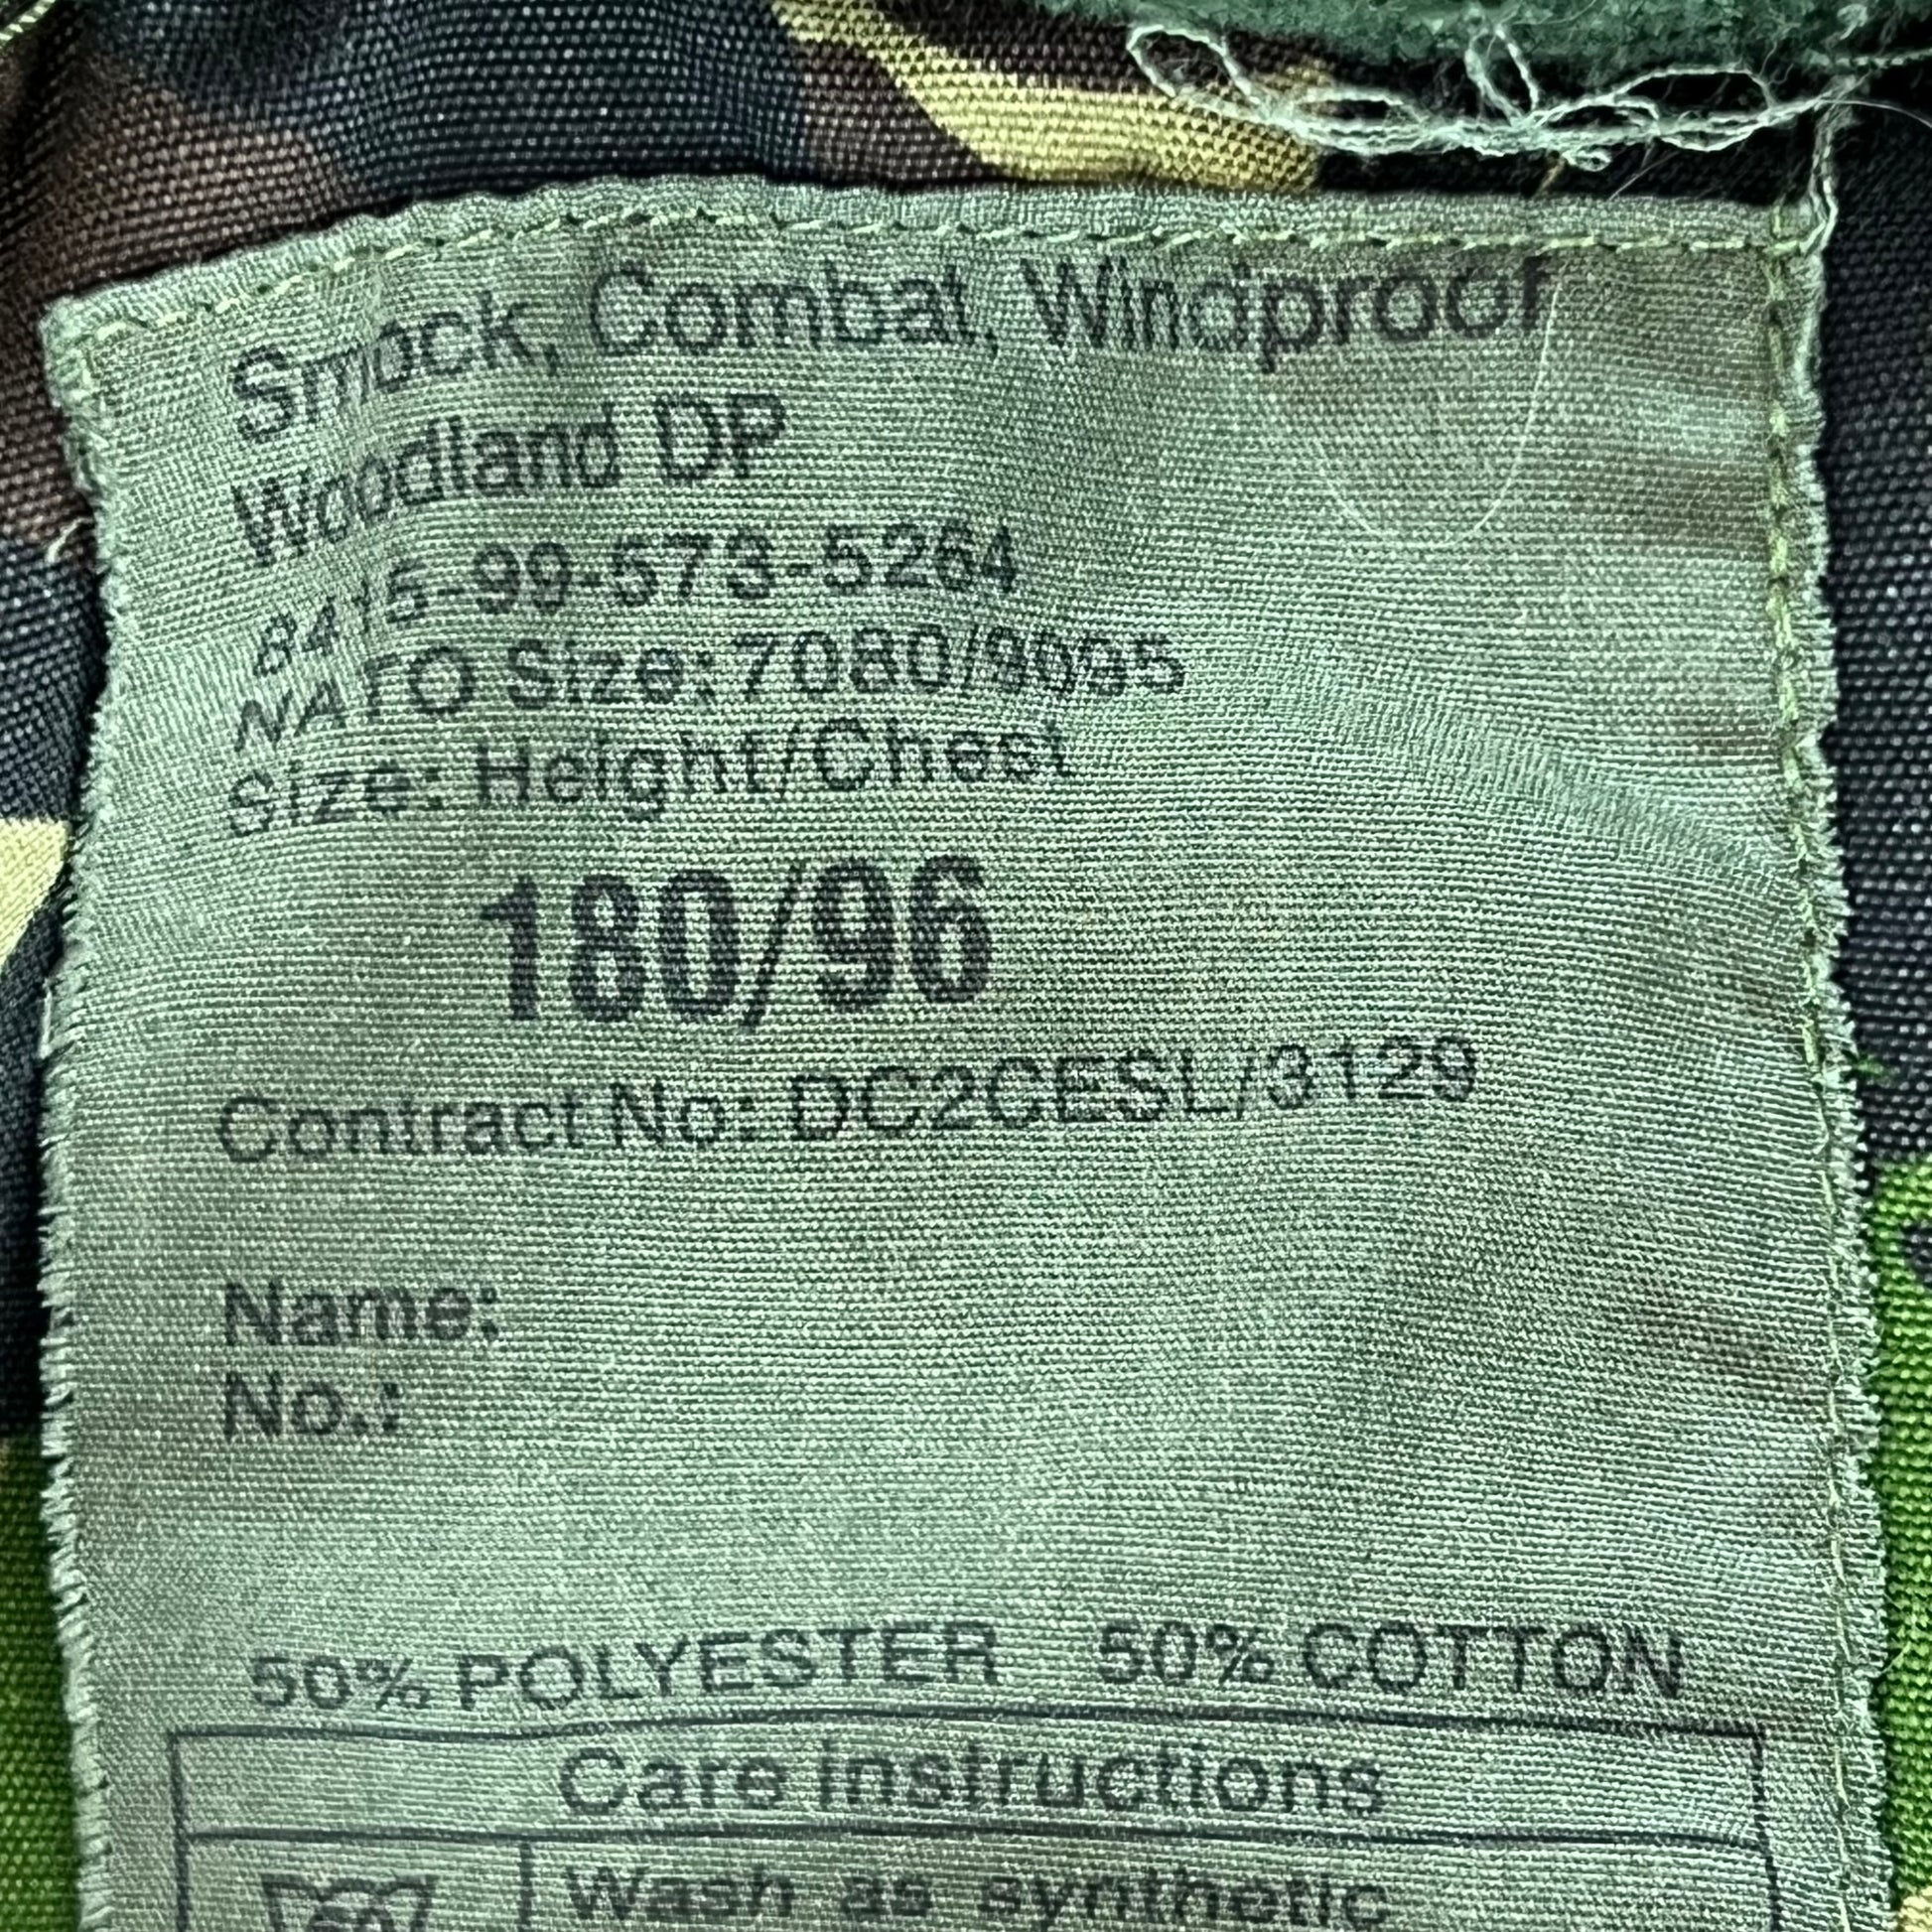 Smock, Combat, Windproof
Woodland DP
8415-99-573-5264
NATO Size: 7080/9095
Size: Height/Chest
180/96
Contract No: DC2CESL/3129
Name:
No.:
50% POLYESTER 50% COTTON
Care Instructions
Wash as synthetic